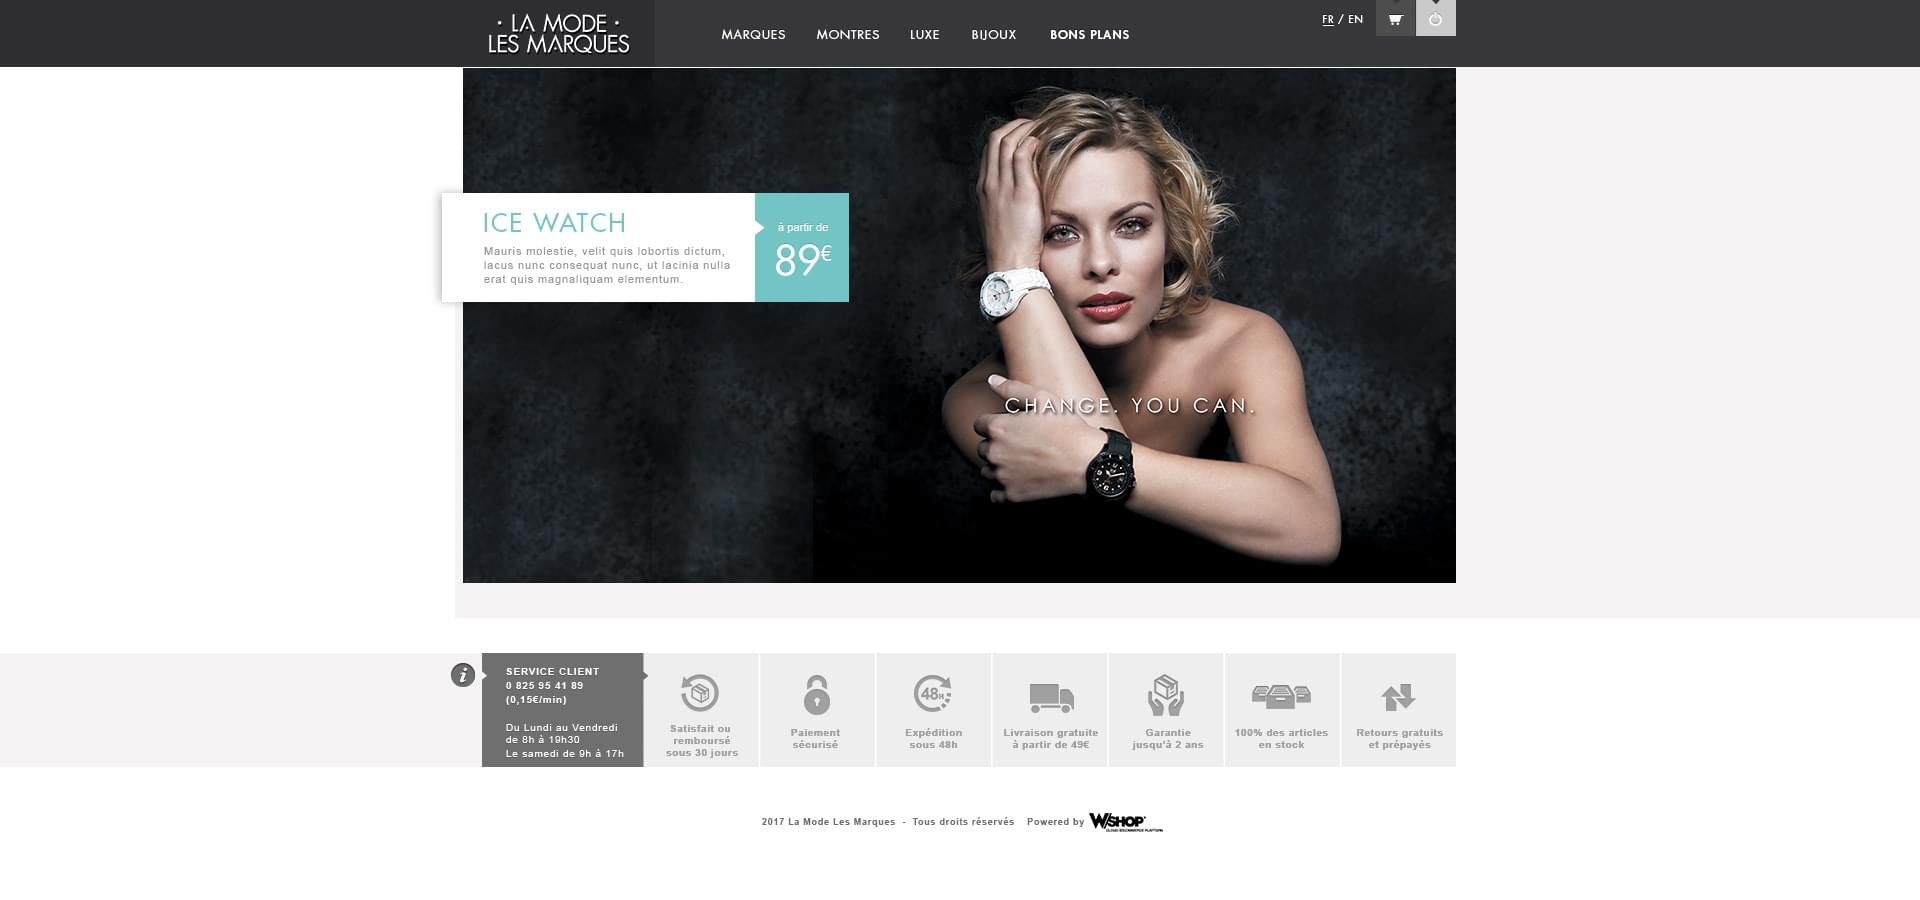 · LA MODE ·
LES MARQUES
MARQUES
MONTRES
LUXE
BIJOUX
BONS PLANS
FR / EN
ICE WATCH
Mauris molestie, velit quis lobortis dictum,
lacus nunc consequat nunc, ut lacinia nulla
erat quis magnaliquam elementum.
à partir de
89€
CHANGE. YOU CAN.
i
SERVICE CLIENT
0 825 95 41 89
(0,15€/min)
Du Lundi au Vendredi
de 8h à 19h30
Le samedi de 9h à 17h
Satisfait ou
remboursé
sous 30 jours
Paiement
sécurisé
48H
Expédition
sous 48h
Livraison gratuite
à partir de 49€
Garantie
jusqu'à 2 ans
100% des articles
en stock
Retours gratuits
et prépayés
2017 La Mode Les Marques - Tous droits réservés Powered by W/SHOP
CLOUD ECOMMERCE PLATFORM